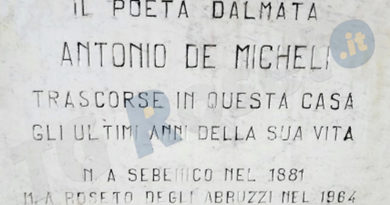 IL POETA DALMATA
ANTONIO DE MICHELI
TRASCORSE IN QUESTA CASA
GLI ULTIMI ANNI DELLA SUA VITA
N. A SEBENICO NEL 1881
M. A ROSETO DEGLI ABRUZZI NEL 1964
.it